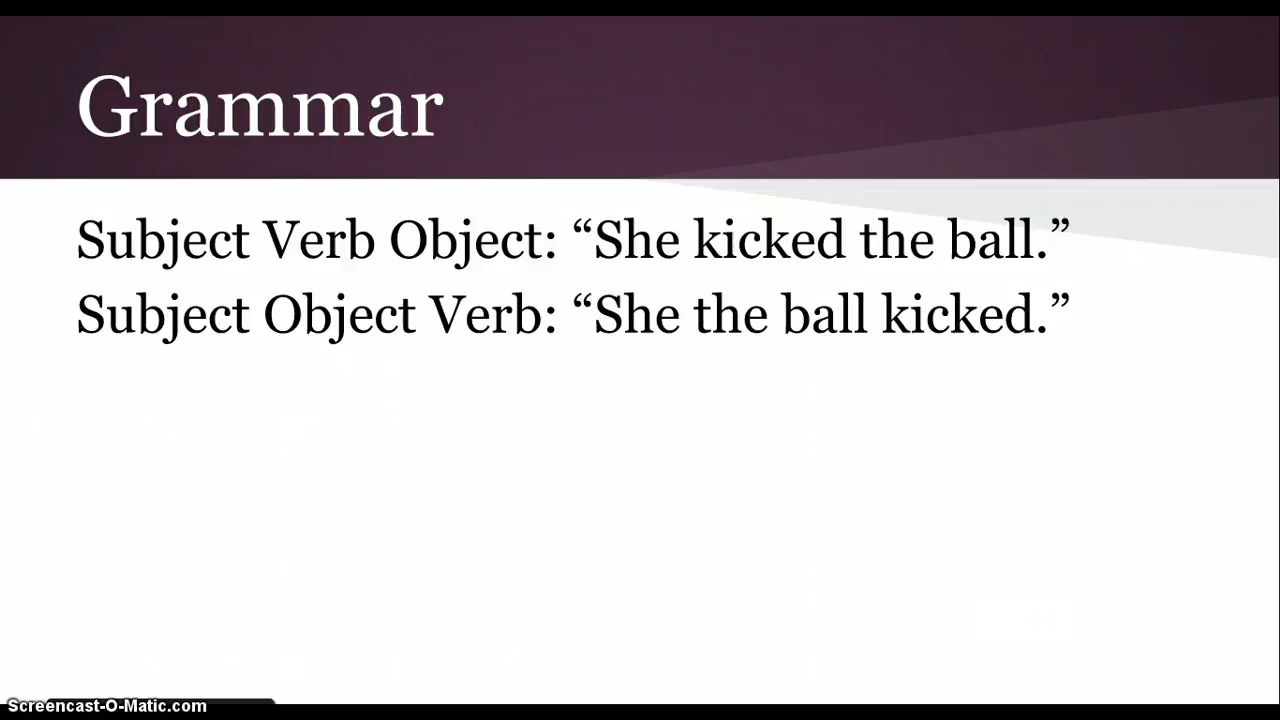 Grammar
Subject Verb Object: “She kicked the ball.”
Subject Object Verb: “She the ball kicked.”
Screencast-O-Matic.com